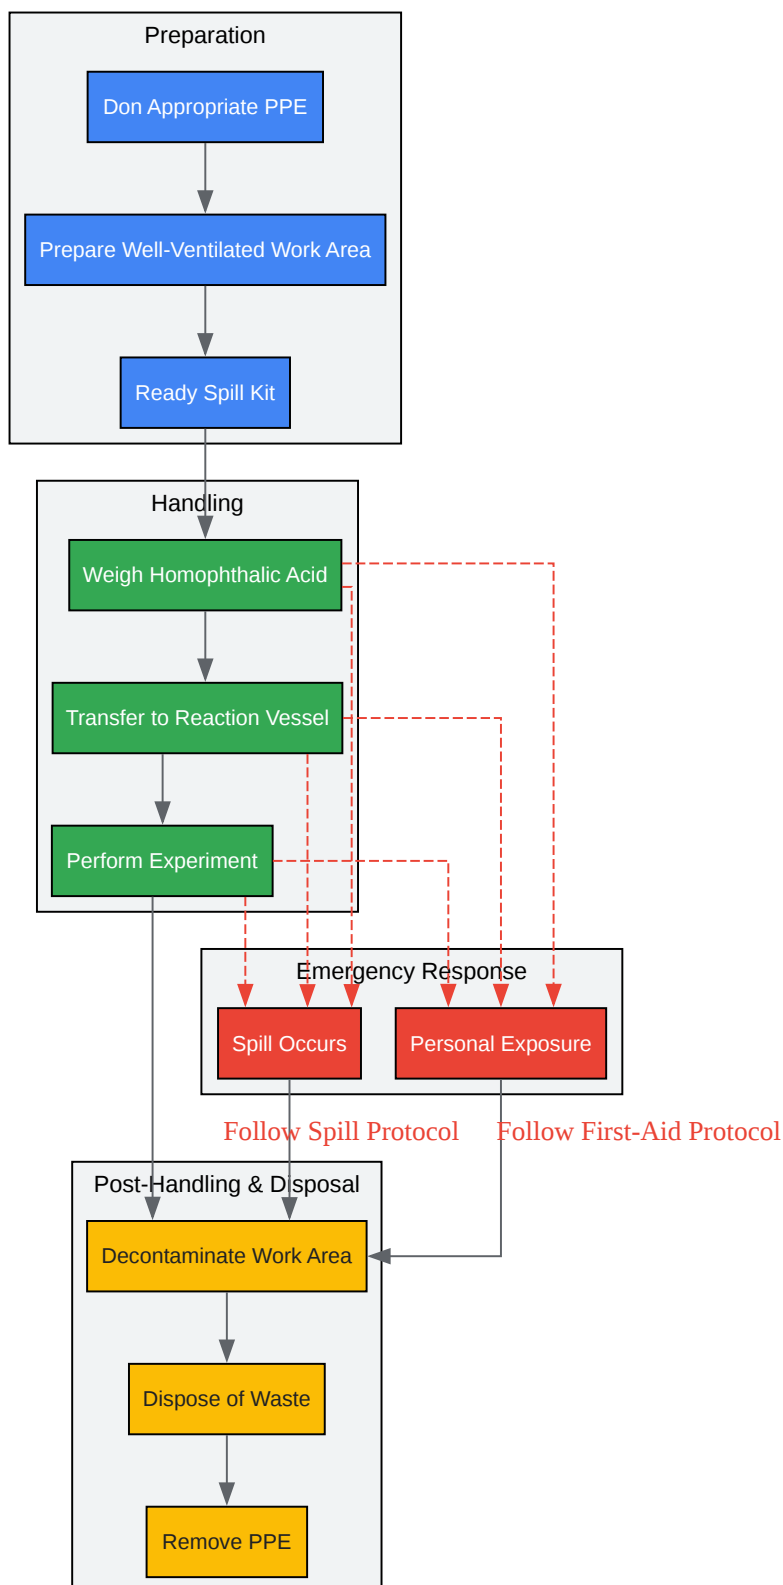 Preparation
Don Appropriate PPE
Prepare Well-Ventilated Work Area
Ready Spill Kit
Handling
Weigh Homophthalic Acid
Transfer to Reaction Vessel
Perform Experiment
Emergency Response
Spill Occurs
Personal Exposure
Follow Spill Protocol
Follow First-Aid Protocol
Post-Handling & Disposal
Decontaminate Work Area
Dispose of Waste
Remove PPE